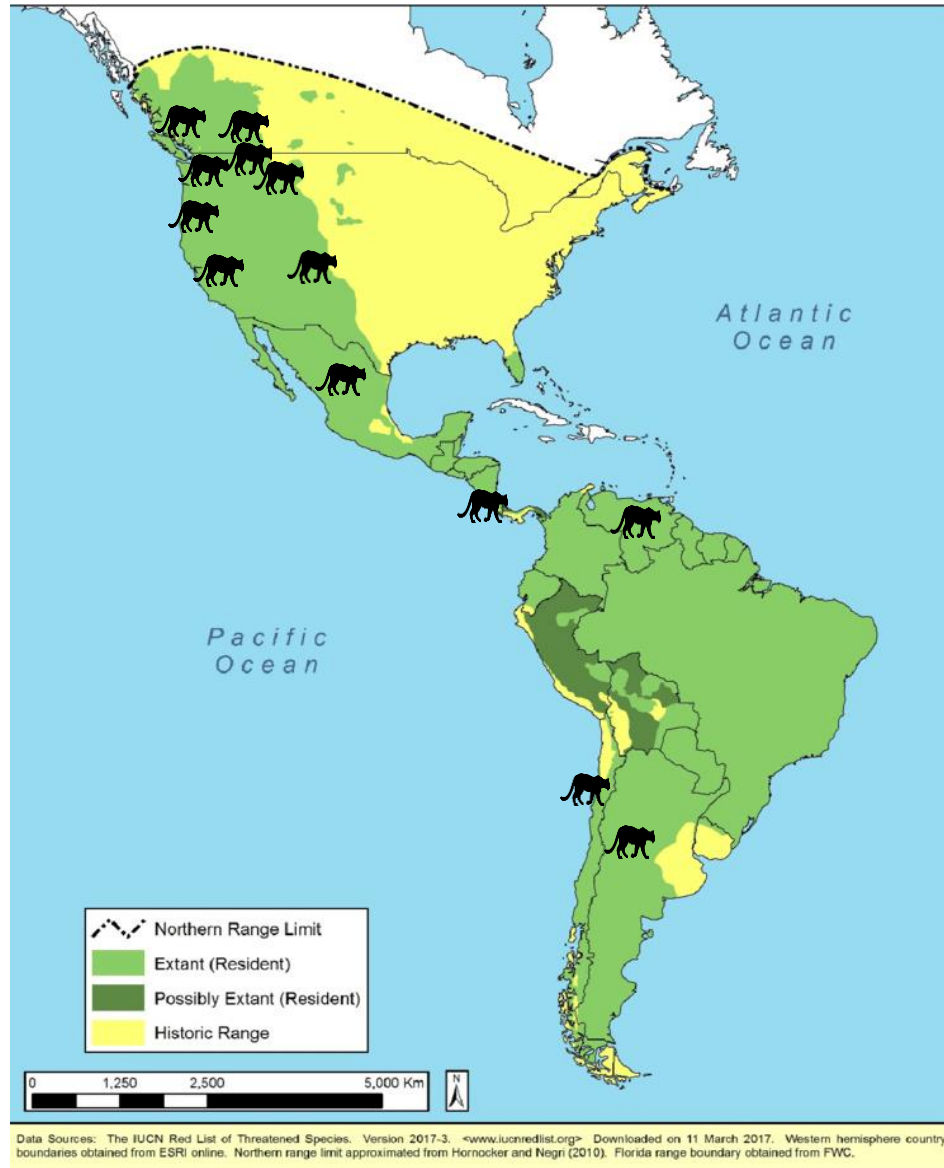 Atlantic
Ocean
Pacific
Ocean
Northern Range Limit
Extant (Resident)
Possibly Extant (Resident)
Historic Range
0 1,250 2,500 5,000 Km
N
Data Sources: The IUCN Red List of Threatened Species. Version 2017-3. <www.iucnredlist.org> Downloaded on 11 March 2017. Western hemisphere country
boundaries obtained from ESRI online. Northern range limit approximated from Hornocker and Negri (2010). Florida range boundary obtained from FWC.